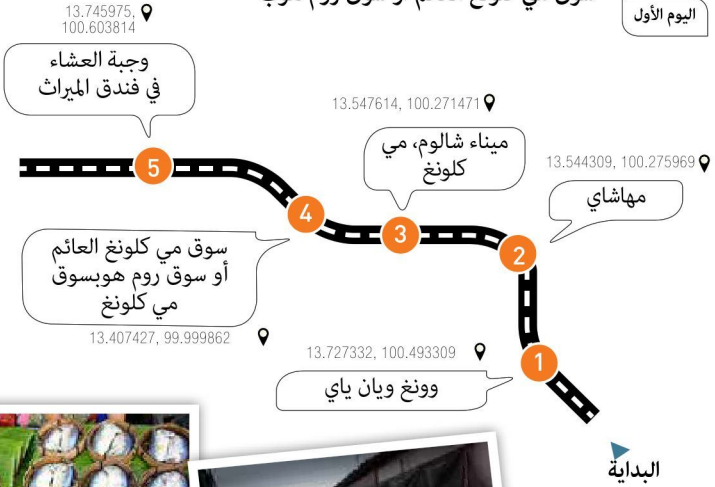 اليوم الأول
13.745975,
100.603814
وجبة العشاء
في فندق الميراث
13.547614, 100.271471
ميناء شالوم، مي
كلونغ
13.544309, 100.275969
مهاشاي
5
4
3
2
سوق مي كلونغ العائم
أو سوق روم هوبسوق
مي كلونغ
13.407427, 99.999862
13.727332, 100.493309
1
وونغ ويان ياي
البداية